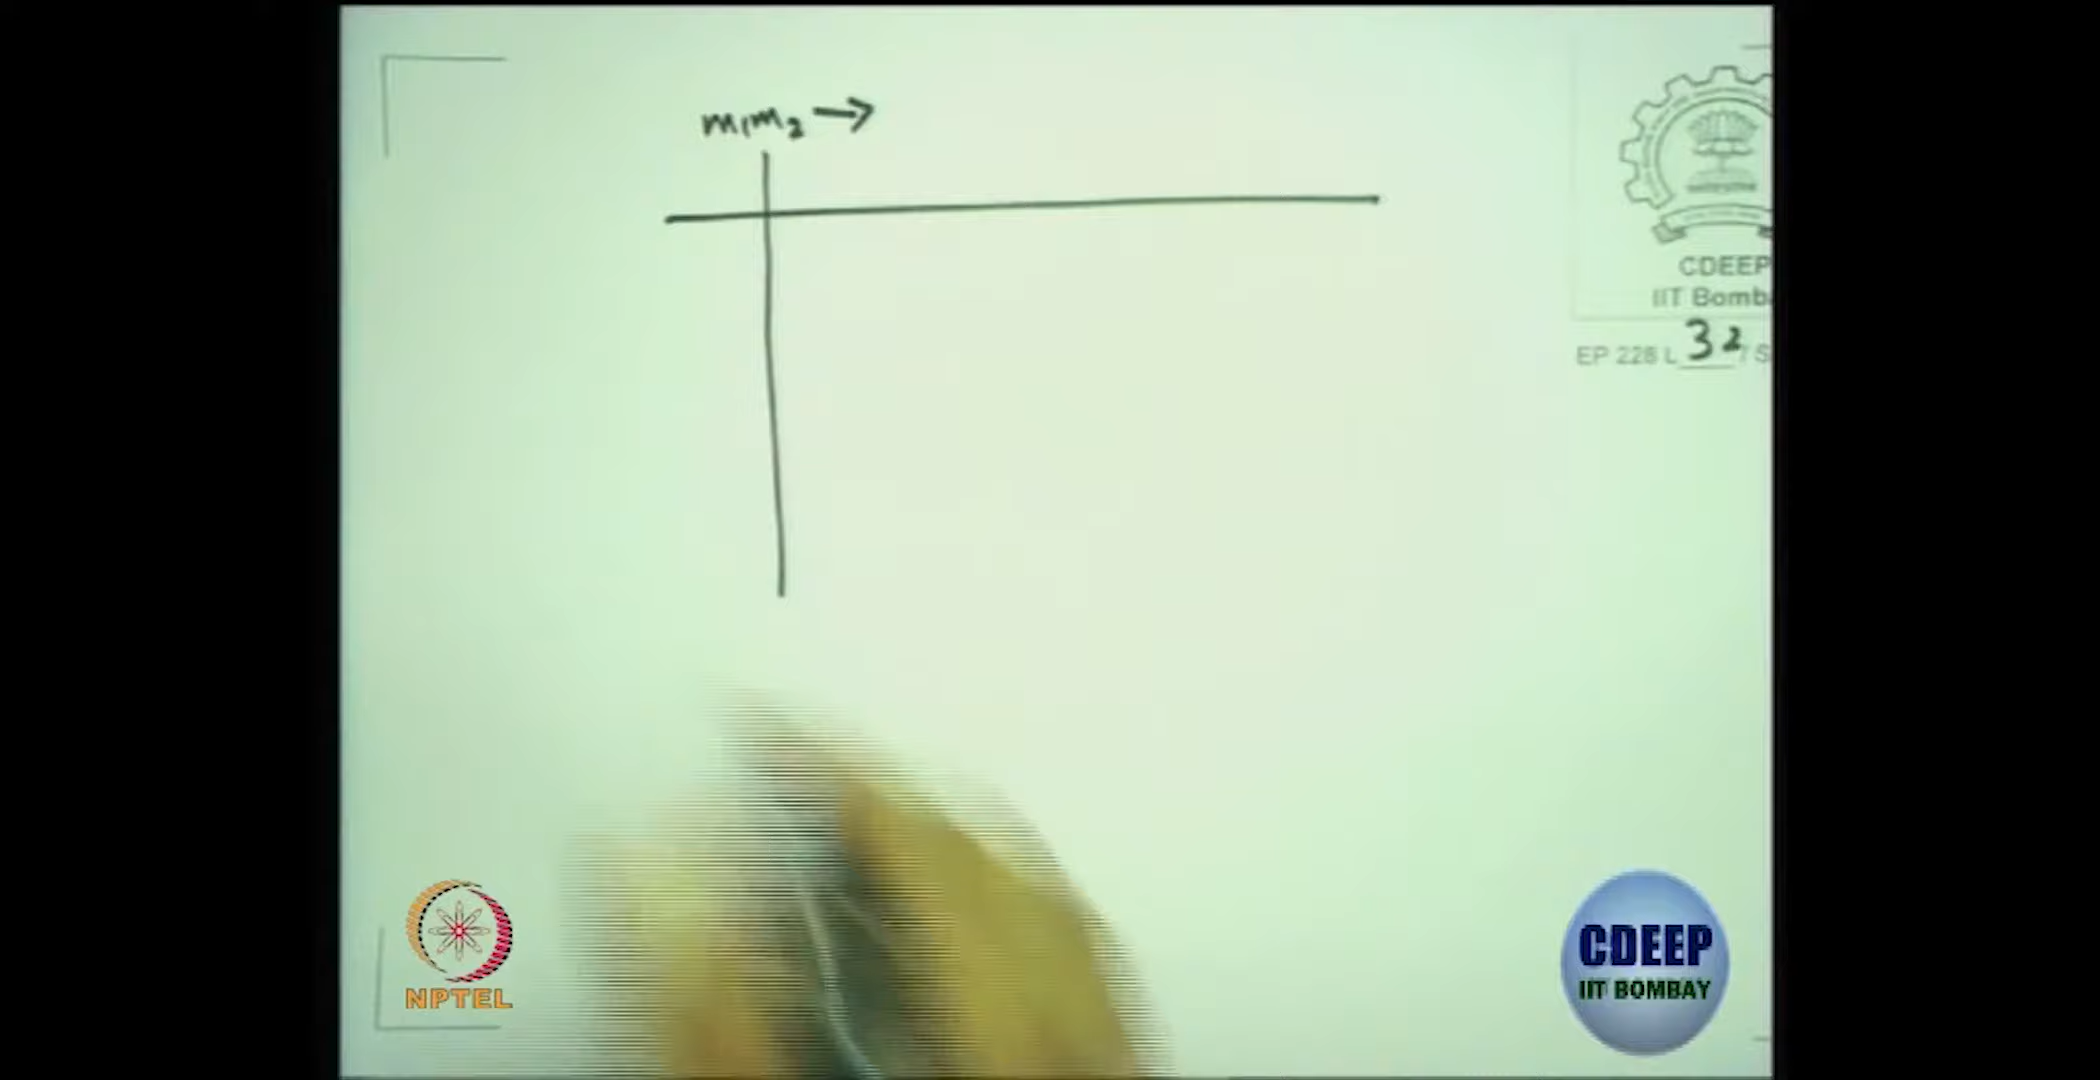 m₁m₂ →
CDEEP
IIT Bomb
EP 228 L 32 / S
NPTEL
CDEEP
IIT BOMBAY